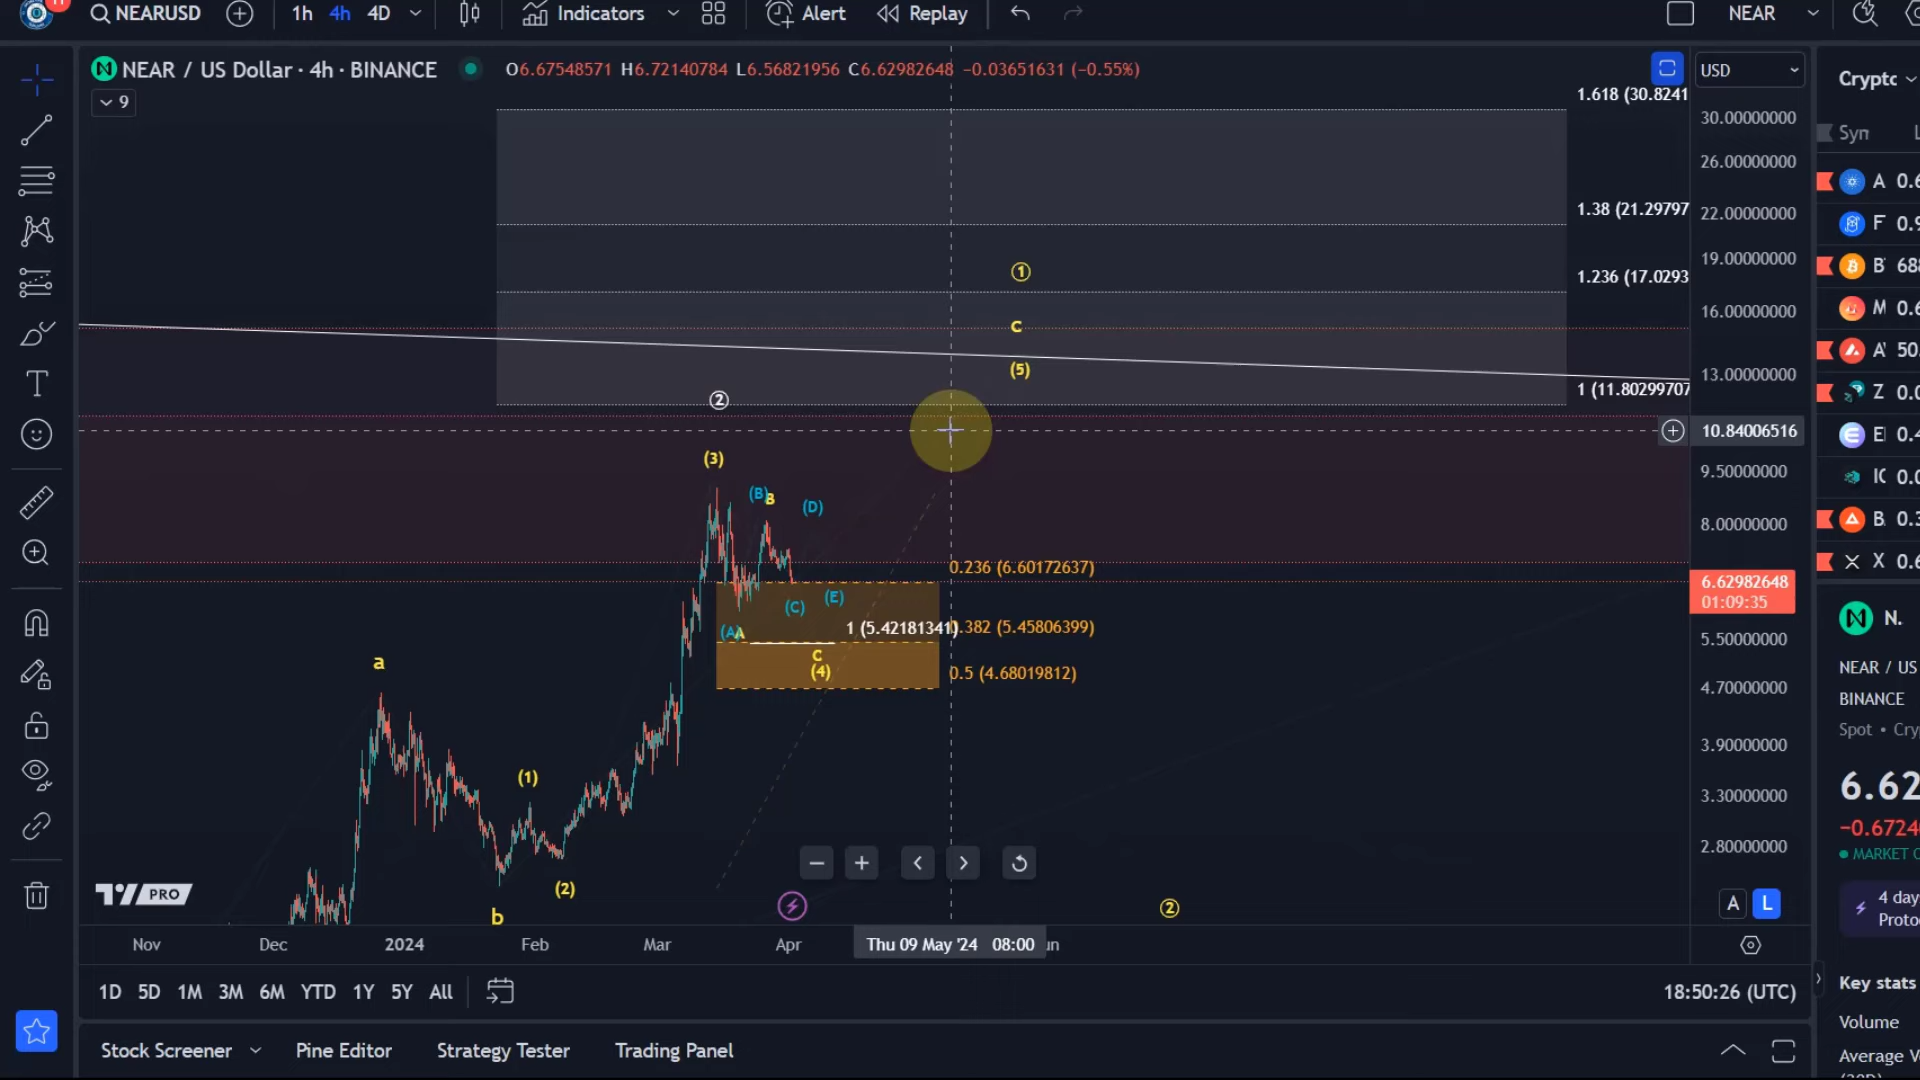 11
NEARUSD
1h 4h 4D
Indicators
Alert
Replay
NEAR
NEAR / US Dollar · 4h · BINANCE
O6.67548571 H6.72140784 L6.56821956 C6.62982648 −0.03651631 (−0.55%)
9
USD
Crypto
Sym
L
1.618 (30.8241
1.38 (21.29797
1.236 (17.0293
1 (11.80299707
30.00000000
26.00000000
22.00000000
19.00000000
16.00000000
13.00000000
10.84006516
9.50000000
8.00000000
6.62982648
01:09:35
5.50000000
4.70000000
3.90000000
3.30000000
2.80000000
①
C
(5)
②
(3)
(B)
B
(D)
0.236 (6.60172637)
(C)
(E)
(A)
A
1 (5.42181341)
.382 (5.45806399)
C
(4)
0.5 (4.68019812)
a
(1)
(2)
b
②
A 0.6
F 0.9
B 688
M 0.6
A 50.
Z 0.0
E 0.4
IC 0.0
B. 0.3
X 0.6
N.
NEAR / US
BINANCE
Spot • Cry
6.62
−0.6724
MARKET O
4 day
Proto
Key stats
Volume
Average V
TV PRO
A L
Nov Dec 2024 Feb Mar Apr Thu 09 May '24 08:00 un
1D 5D 1M 3M 6M YTD 1Y 5Y All
18:50:26 (UTC)
Stock Screener
Pine Editor
Strategy Tester
Trading Panel